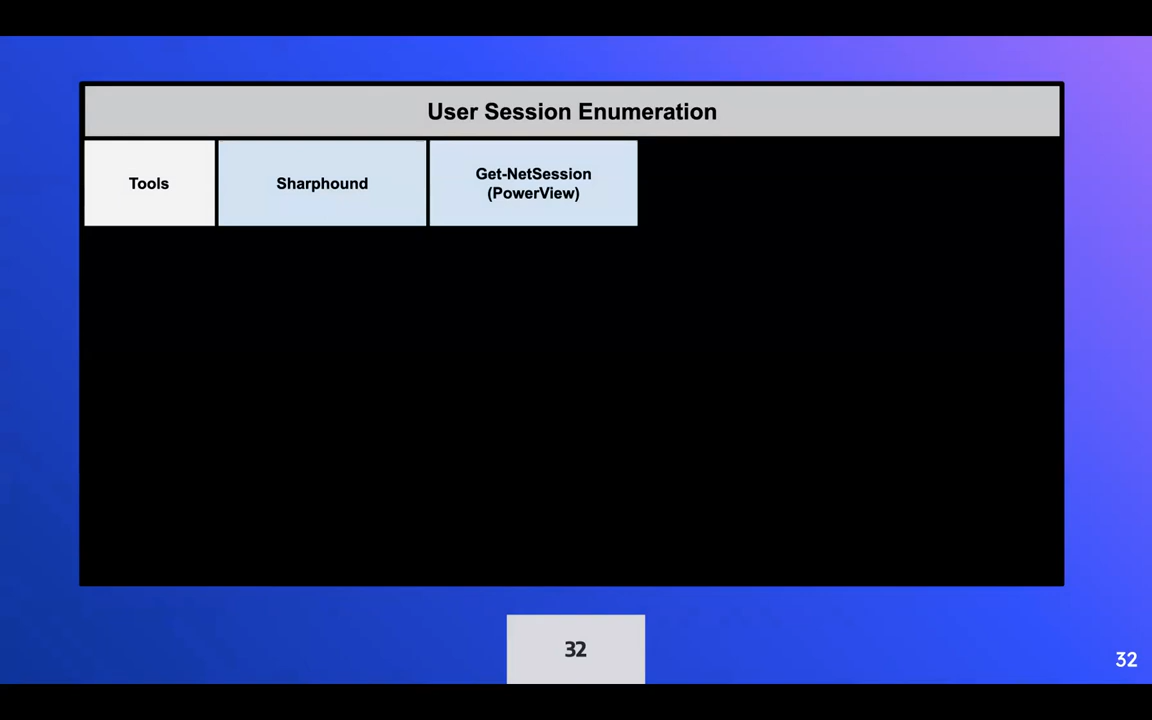 User Session Enumeration
Tools
Sharphound
Get-NetSession
(PowerView)
32
32